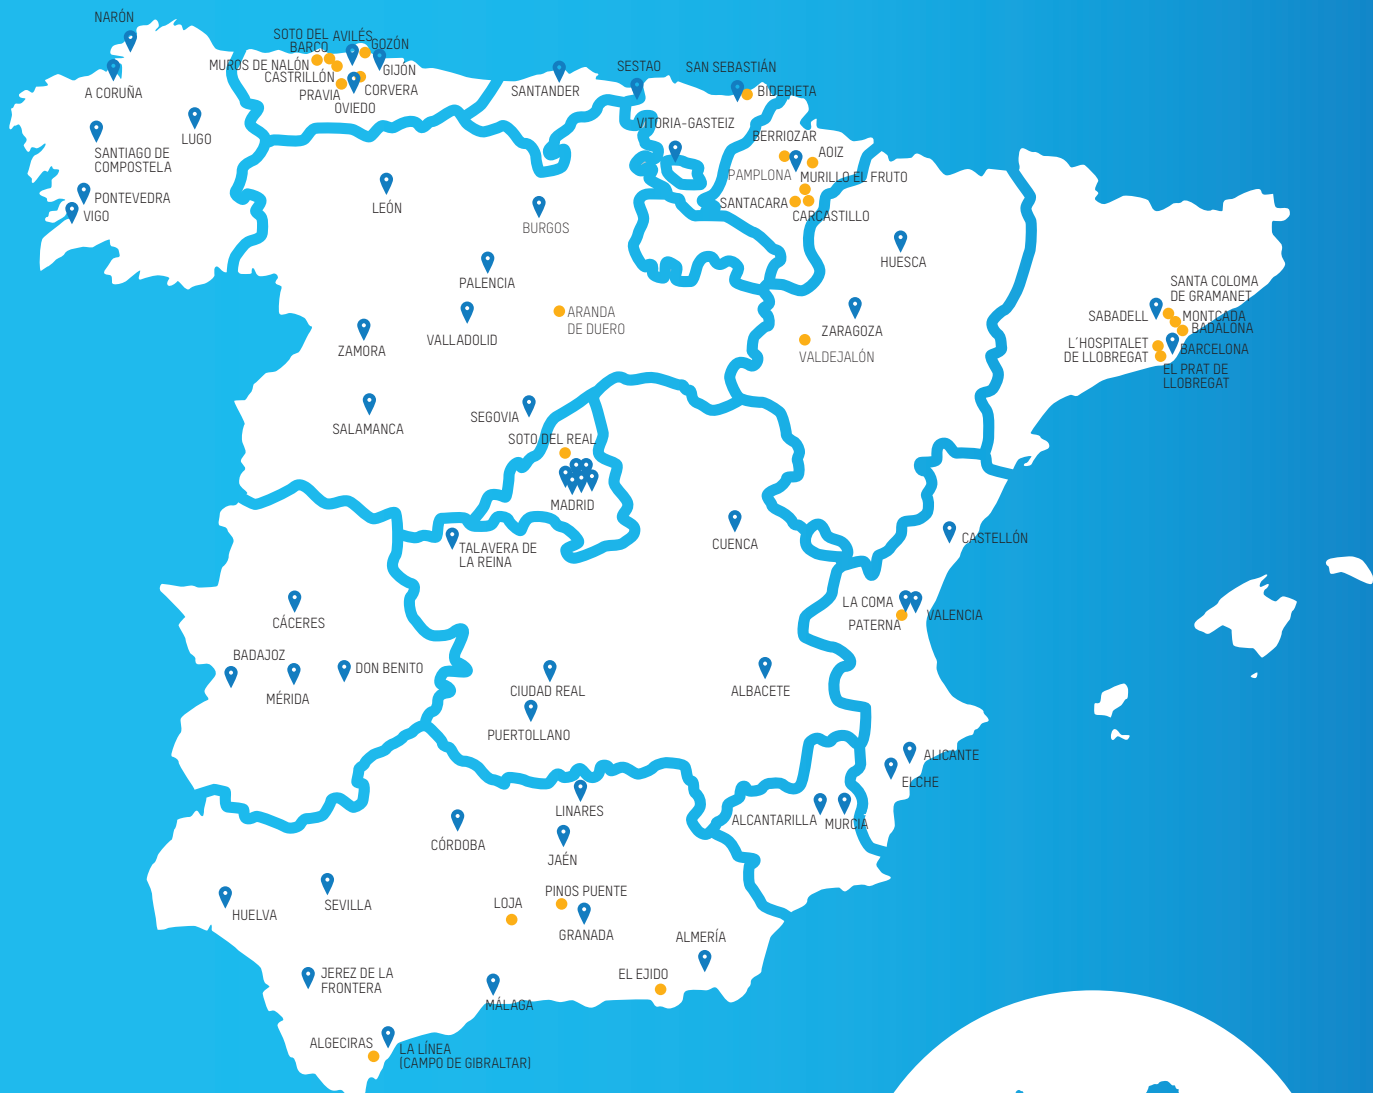 NARÓN
SOTO DEL
BARCO
AVILÉS
GOZÓN
MUROS DE NALÓN
GIJÓN
CASTRILLÓN
CORVERA
PRAVIA
OVIEDO
A CORUÑA
SANTANDER
SESTAO
SAN SEBASTIÁN
BIDEBIETA
LUGO
VITORIA-GASTEIZ
BERRIOZAR
AOIZ
SANTIAGO DE
COMPOSTELA
PAMPLONA
MURILLO EL FRUTO
PONTEVEDRA
VIGO
LEÓN
SANTACARA
CARCASTILLO
BURGOS
HUESCA
PALENCIA
SANTA COLOMA
DE GRAMANET
SABADELL
MONTCADA
BADALONA
ARANDA
DE DUERO
ZARAGOZA
VALLADOLID
ZAMORA
VALDEJALÓN
L´HOSPITALET
DE LLOBREGAT
BARCELONA
EL PRAT DE
LLOBREGAT
SEGOVIA
SALAMANCA
SOTO DEL REAL
MADRID
CUENCA
CASTELLÓN
TALAVERA DE
LA REINA
LA COMA
VALENCIA
PATERNA
CÁCERES
BADAJOZ
DON BENITO
MÉRIDA
CIUDAD REAL
ALBACETE
PUERTOLLANO
ALICANTE
ELCHE
LINARES
ALCANTARILLA
MURCIA
CÓRDOBA
JAÉN
PINOS PUENTE
LOJA
SEVILLA
HUELVA
GRANADA
ALMERÍA
EL EJIDO
JEREZ DE LA
FRONTERA
MÁLAGA
ALGECIRAS
LA LÍNEA
(CAMPO DE GIBRALTAR)